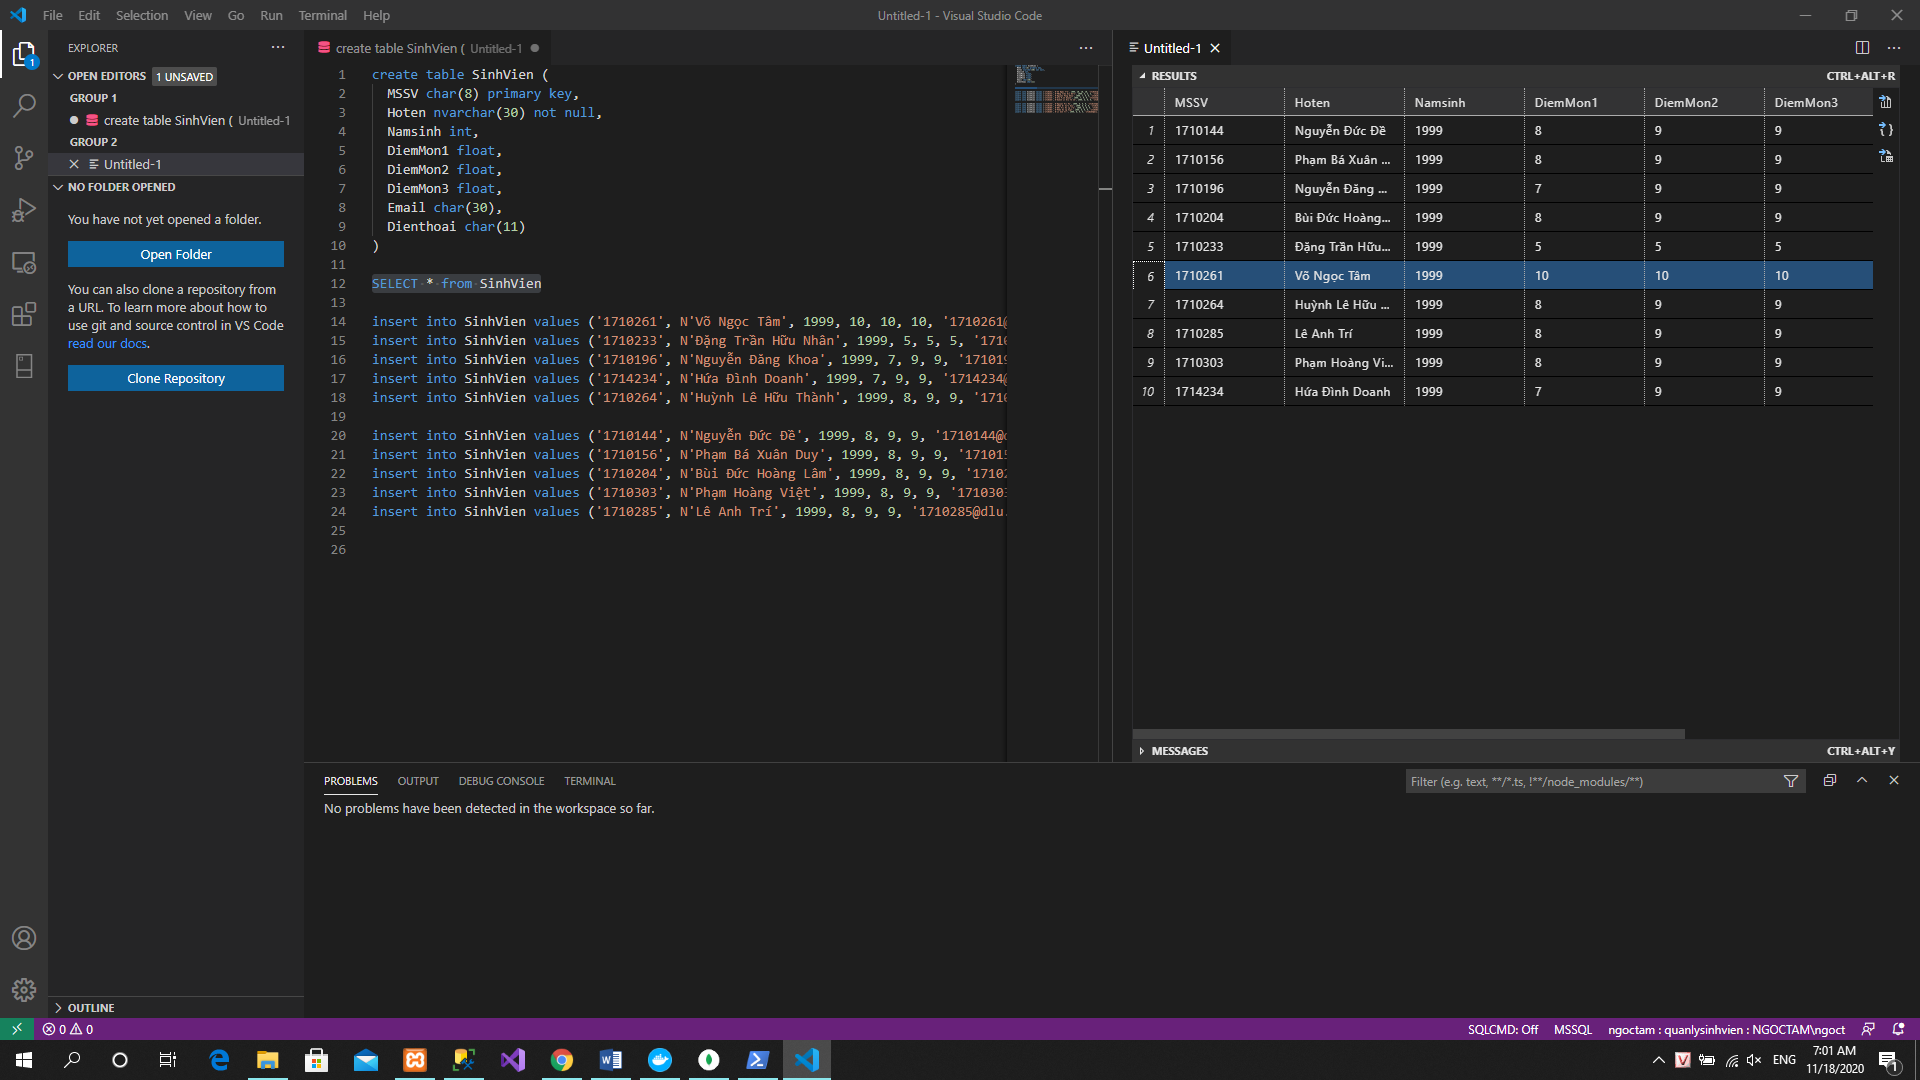 File Edit Selection View Go Run Terminal Help
Untitled-1 - Visual Studio Code
EXPLORER
OPEN EDITORS 1 UNSAVED
GROUP 1
create table SinhVien ( Untitled-1
GROUP 2
Untitled-1
NO FOLDER OPENED
You have not yet opened a folder.
Open Folder
You can also clone a repository from
a URL. To learn more about how to
use git and source control in VS Code
read our docs.
Clone Repository
OUTLINE
1
create table SinhVien ( Untitled-1
1 create table SinhVien (
2 MSSV char(8) primary key,
3 Hoten nvarchar(30) not null,
4 Namsinh int,
5 DiemMon1 float,
6 DiemMon2 float,
7 DiemMon3 float,
8 Email char(30),
9 Dienthoai char(11)
10 )
11
12 SELECT * from SinhVien
13
14 insert into SinhVien values ('1710261', N'Võ Ngọc Tâm', 1999, 10, 10, 10, '1710261@
15 insert into SinhVien values ('1710233', N'Đặng Trần Hữu Nhân', 1999, 5, 5, 5, '1710
16 insert into SinhVien values ('1710196', N'Nguyễn Đăng Khoa', 1999, 7, 9, 9, '171019
17 insert into SinhVien values ('1714234', N'Hứa Đình Doanh', 1999, 7, 9, 9, '1714234@
18 insert into SinhVien values ('1710264', N'Huỳnh Lê Hữu Thành', 1999, 8, 9, 9, '1710
19
20 insert into SinhVien values ('1710144', N'Nguyễn Đức Đề', 1999, 8, 9, 9, '1710144@
21 insert into SinhVien values ('1710156', N'Phạm Bá Xuân Duy', 1999, 8, 9, 9, '171015
22 insert into SinhVien values ('1710204', N'Bùi Đức Hoàng Lâm', 1999, 8, 9, 9, '1710
23 insert into SinhVien values ('1710303', N'Phạm Hoàng Việt', 1999, 8, 9, 9, '1710303
24 insert into SinhVien values ('1710285', N'Lê Anh Trí', 1999, 8, 9, 9, '1710285@dlu.
25
26
Untitled-1
RESULTS CTRL+ALT+R
MSSV Hoten Namsinh DiemMon1 DiemMon2 DiemMon3
1 1710144 Nguyễn Đức Đề 1999 8 9 9
2 1710156 Phạm Bá Xuân ... 1999 8 9 9
3 1710196 Nguyễn Đăng ... 1999 7 9 9
4 1710204 Bùi Đức Hoàng... 1999 8 9 9
5 1710233 Đặng Trần Hữu... 1999 5 5 5
6 1710261 Võ Ngọc Tâm 1999 10 10 10
7 1710264 Huỳnh Lê Hữu ... 1999 8 9 9
8 1710285 Lê Anh Trí 1999 8 9 9
9 1710303 Phạm Hoàng Vi... 1999 8 9 9
10 1714234 Hứa Đình Doanh 1999 7 9 9
MESSAGES CTRL+ALT+Y
PROBLEMS OUTPUT DEBUG CONSOLE TERMINAL
Filter (e.g. text, **/*.ts, !**/node_modules/**)
No problems have been detected in the workspace so far.
0 0
SQLCMD: Off MSSQL ngoctam : quanlysinhvien : NGOCTAM\ngoct
ENG
7:01 AM
11/18/2020
1